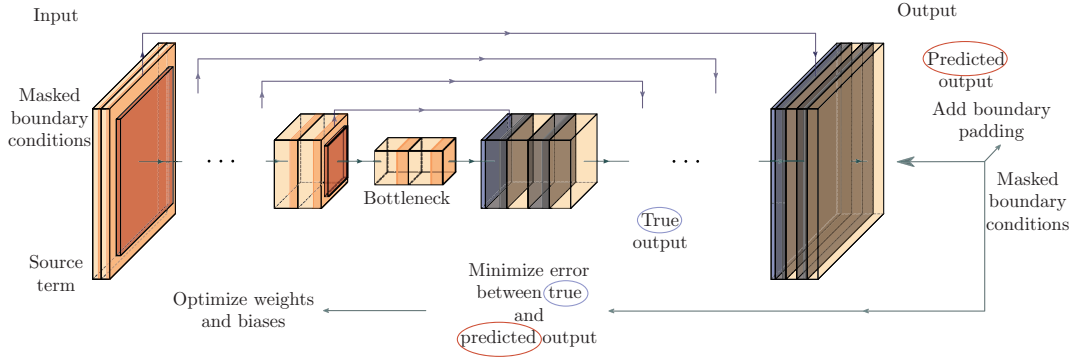 Input
Output
Masked
boundary
conditions
Predicted
output
Add boundary
padding
. . .
. . .
Bottleneck
Masked
boundary
conditions
True
output
Source
term
Minimize error
between true
and
predicted output
Optimize weights
and biases